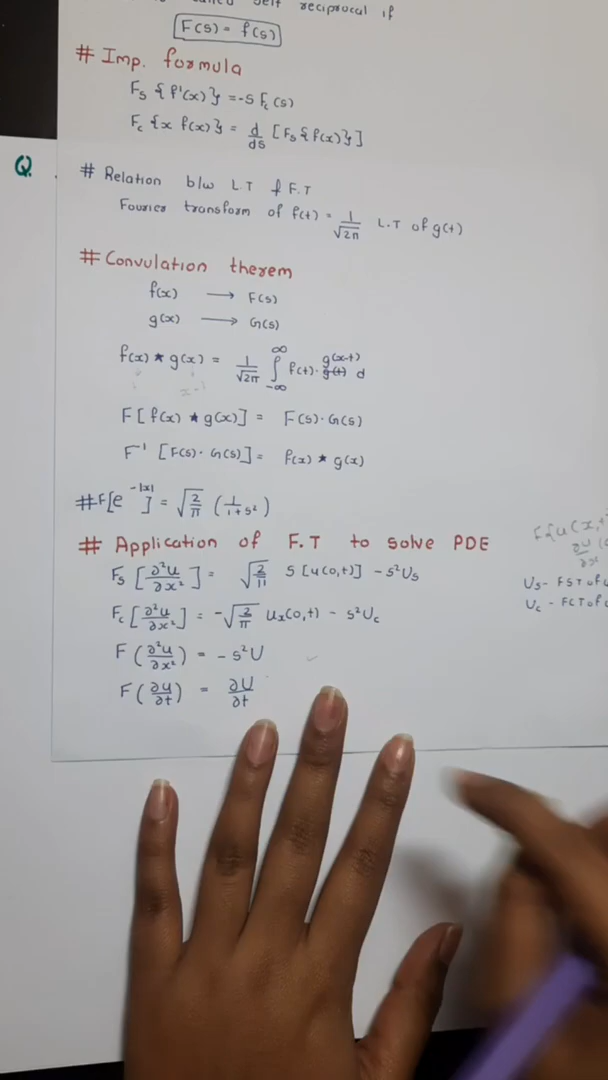 self reciprocal if
F(s) = f(s)
# Imp. formula
Fs {f'(x)} = -s Fc(s)
Fc {x f(x)} = d/ds [Fs{f(x)}]
Q.
# Relation b/w L.T & F.T
Fourier transform of f(t) = 1/√2π L.T of g(t)
# Convulation therem
f(x) → F(s)
g(x) → G(s)
f(x) * g(x) = 1/√2π ∫-∞^∞ f(t). g(x-t) d
F[f(x) * g(x)] = F(s). G(s)
F⁻¹ [F(s). G(s)] = f(x) * g(x)
# F[e^-|x|] = √2/π (1/1+s²)
# Application of F.T to solve PDE
Fs [∂²u/∂x²] = √2/π s [u(0,t)] - s²Us
Fc [∂²u/∂x²] = -√2/π ux(0,t) - s²Uc
F (∂²u/∂x²) = - s²U
F (∂u/∂t) = ∂U/∂t
F{u(x,
∂u
∂x
Us - FST of
Uc - FCT of